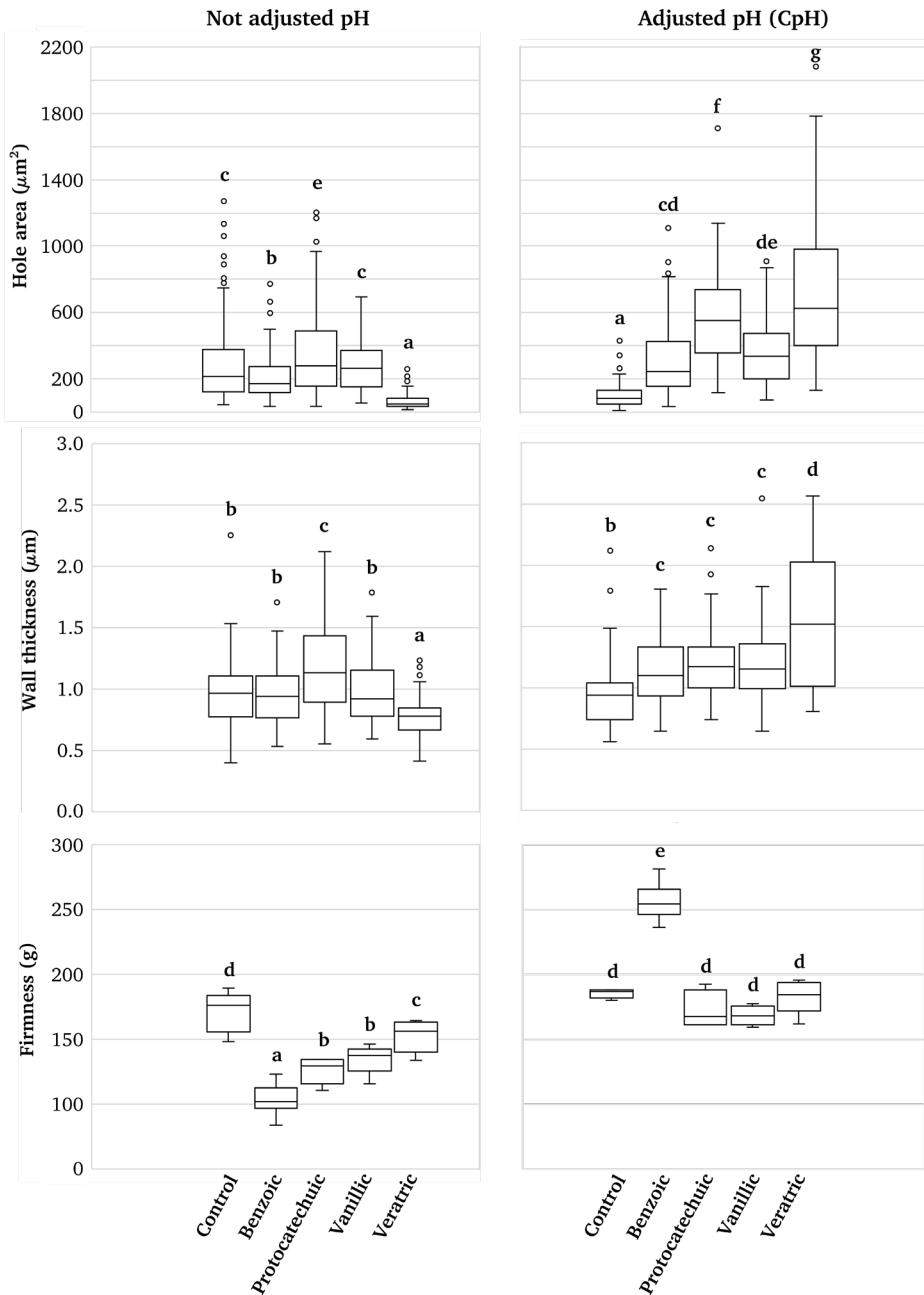 Not adjusted pH
Adjusted pH (CpH)
Hole area (μm²)
2200
1800
1400
1000
600
200
0
c
b
e
c
a
a
cd
f
de
g
Wall thickness (μm)
3.0
2.5
2.0
1.5
1.0
0.5
0.0
b
b
c
b
a
b
c
c
c
d
Firmness (g)
300
250
200
150
100
0
d
a
b
b
c
d
e
d
d
d
Control
Benzoic
Protocatechuic
Vanillic
Veratric
Control
Benzoic
Protocatechuic
Vanillic
Veratric